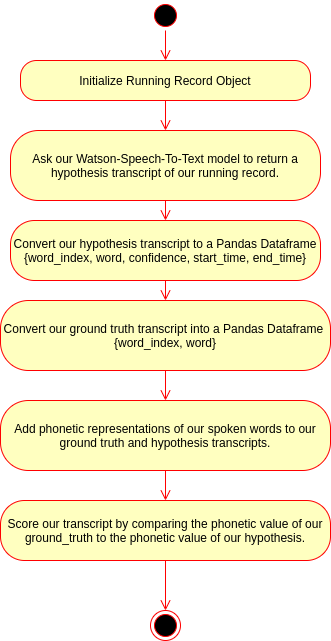 Initialize Running Record Object
Ask our Watson-Speech-To-Text model to return a
hypothesis transcript of our running record.
Convert our hypothesis transcript to a Pandas Dataframe
{word_index, word, confidence, start_time, end_time}
Convert our ground truth transcript into a Pandas Dataframe
{word_index, word}
Add phonetic representations of our spoken words to our
ground truth and hypothesis transcripts.
Score our transcript by comparing the phonetic value of our
ground_truth to the phonetic value of our hypothesis.